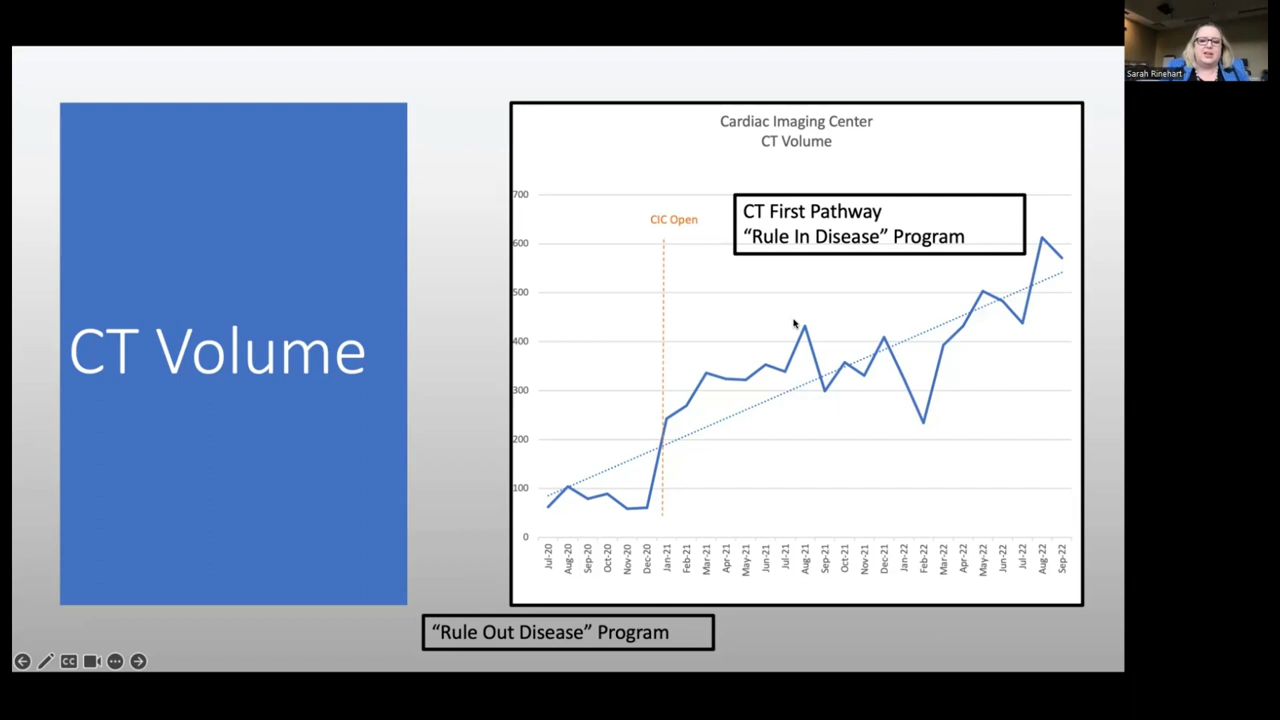 Sarah Rinehart
CT Volume
Cardiac Imaging Center
CT Volume
CIC Open
CT First Pathway
“Rule In Disease” Program
700
600
500
400
300
200
100
0
Jul-20
Aug-20
Sep-20
Oct-20
Nov-20
Dec-20
Jan-21
Feb-21
Mar-21
Apr-21
May-21
Jun-21
Jul-21
Aug-21
Sep-21
Oct-21
Nov-21
Dec-21
Jan-22
Feb-22
Mar-22
Apr-22
May-22
Jun-22
Jul-22
Aug-22
Sep-22
“Rule Out Disease” Program
CC